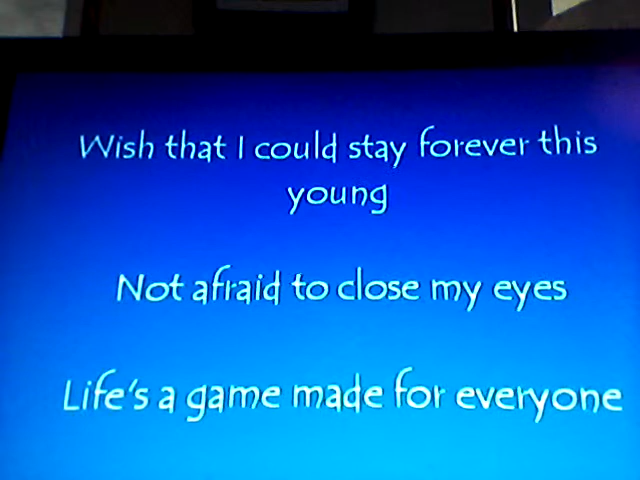 Wish that I could stay forever this
young
Not afraid to close my eyes
Life's a game made for everyone